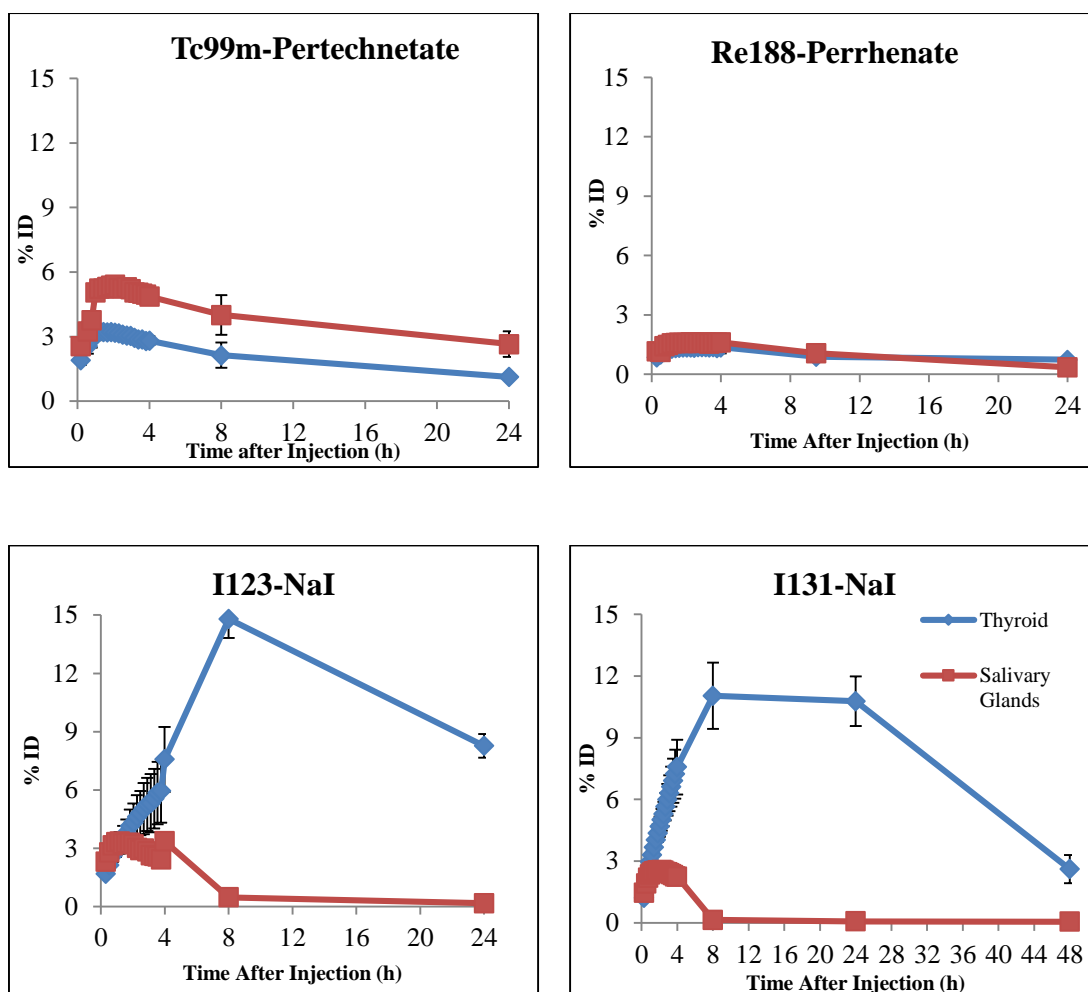 Tc99m-Pertechnetate
15
12
9
6
3
0
% ID
0 4 8 12 16 20 24
Time after Injection (h)
Re188-Perrhenate
15
12
9
6
3
0
% ID
0 4 8 12 16 20 24
Time After Injection (h)
I123-NaI
15
12
9
6
3
0
% ID
0 4 8 12 16 20 24
Time After Injection (h)
I131-NaI
15
12
9
6
3
0
% ID
0 4 8 12 16 20 24 28 32 36 40 44 48
Time After Injection (h)
Thyroid
Salivary
Glands